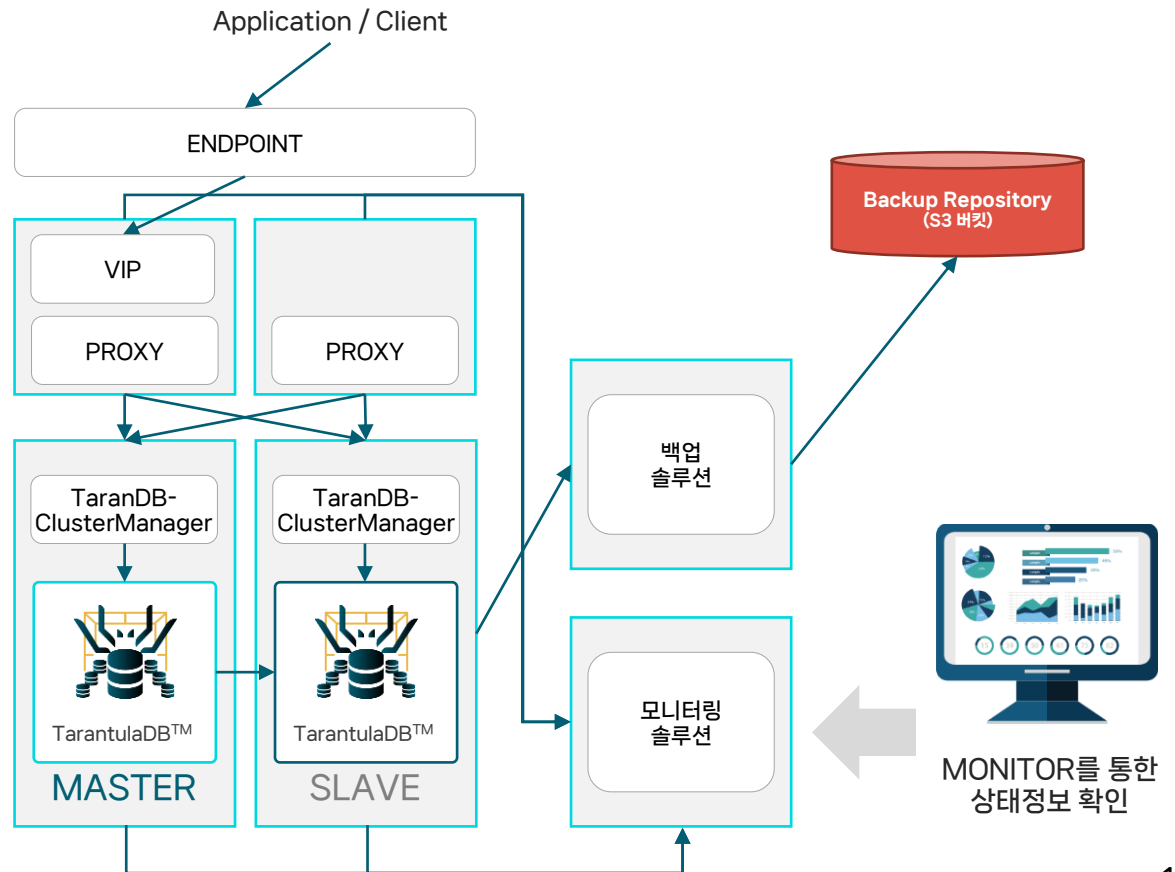 Application / Client
ENDPOINT
Backup Repository
(S3 버킷)
VIP
PROXY
PROXY
백업
솔루션
TaranDB-
ClusterManager
TaranDB-
ClusterManager
TarantulaDB™
TarantulaDB™
MASTER
SLAVE
모니터링
솔루션
MONITOR를 통한
상태정보 확인